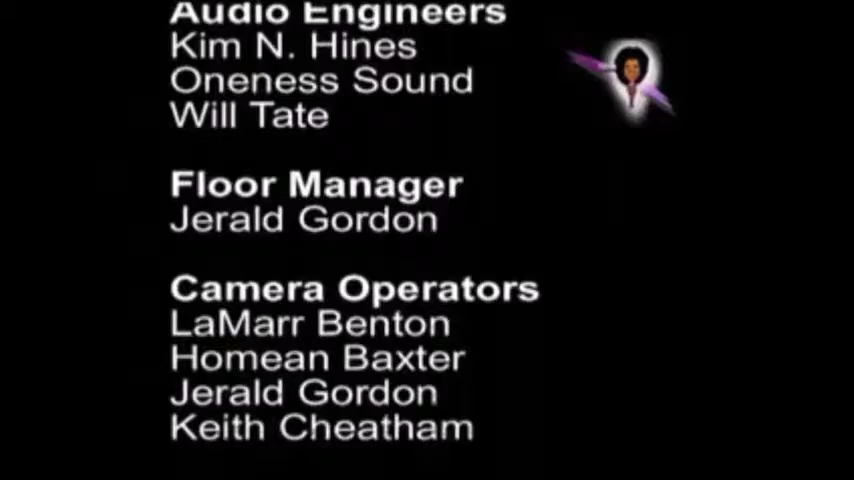 Audio Engineers
Kim N. Hines
Oneness Sound
Will Tate
Floor Manager
Jerald Gordon
Camera Operators
LaMarr Benton
Homean Baxter
Jerald Gordon
Keith Cheatham